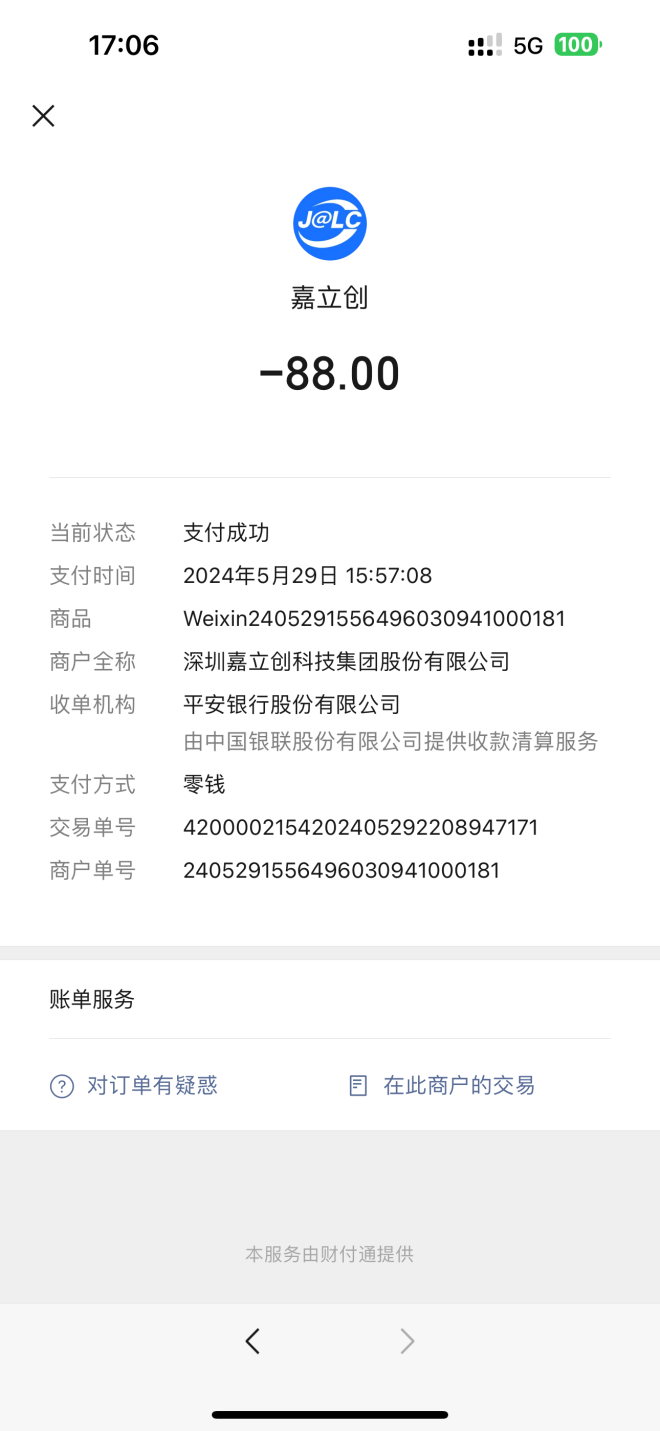 17:06
5G 100
J@LC
嘉立创
-88.00
当前状态 支付成功
支付时间 2024年5月29日 15:57:08
商品 Weixin2405291556496030941000181
商户全称 深圳嘉立创科技集团股份有限公司
收单机构 平安银行股份有限公司
由中国银联股份有限公司提供收款清算服务
支付方式 零钱
交易单号 4200002154202405292208947171
商户单号 2405291556496030941000181
账单服务
? 对订单有疑惑 在此商户的交易
本服务由财付通提供